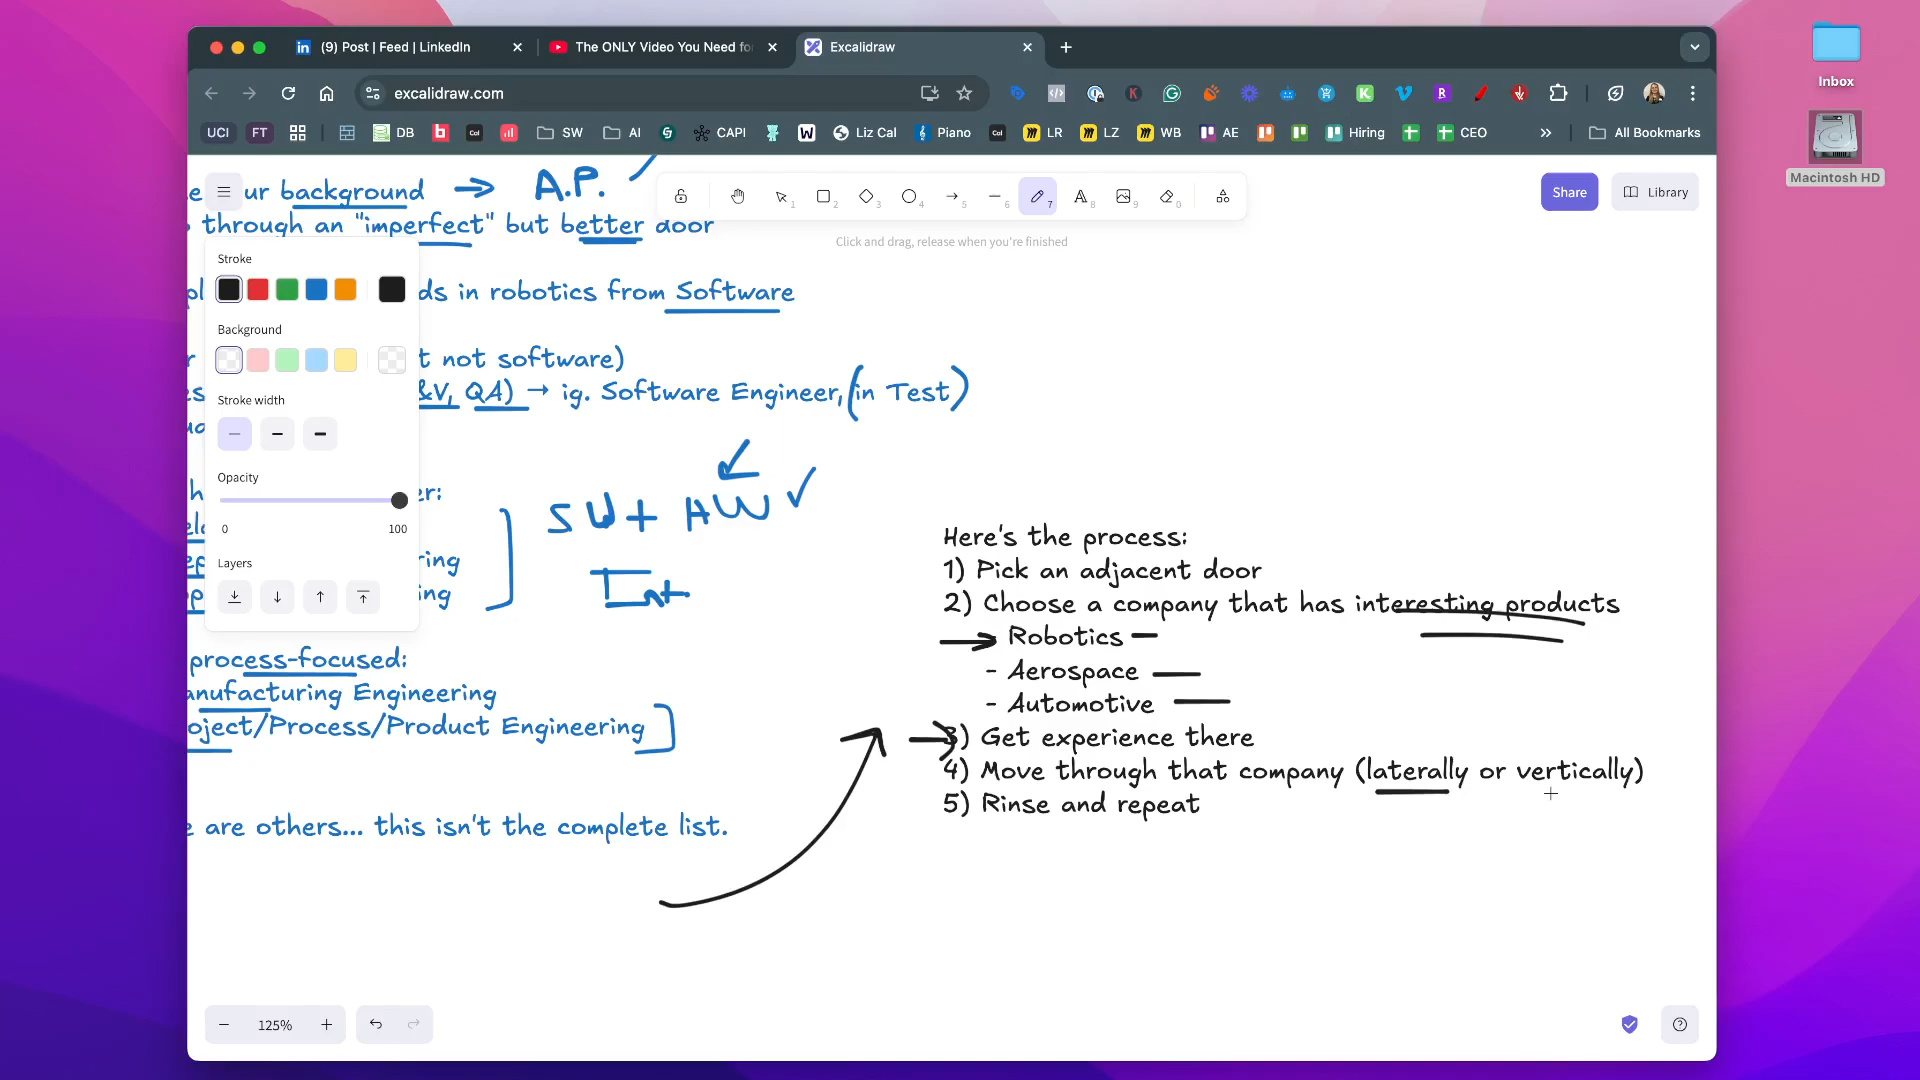 (9) Post | Feed | LinkedIn
The ONLY Video You Need fo
Excalidraw
Inbox
Macintosh HD
excalidraw.com
UCI
FT
DB
Col
SW
AI
CAPI
Liz Cal
Piano
Col
LR
LZ
WB
AE
Hiring
CEO
All Bookmarks
ur background → A.P.
through an "imperfect" but better door
Click and drag, release when you're finished
Share
Library
Stroke
ds in robotics from Software
Background
t not software)
&V, QA) → ig. Software Engineer, (in Test)
Stroke width
Opacity
0
100
er:
SW + HW ✓
Int
ing
ing
Layers
process-focused:
anufacturing Engineering
oject/Process/Product Engineering
e are others... this isn't the complete list.
Here's the process:
1) Pick an adjacent door
2) Choose a company that has interesting products
→ Robotics
- Aerospace
- Automotive
→ 3) Get experience there
4) Move through that company (laterally or vertically)
5) Rinse and repeat
125%